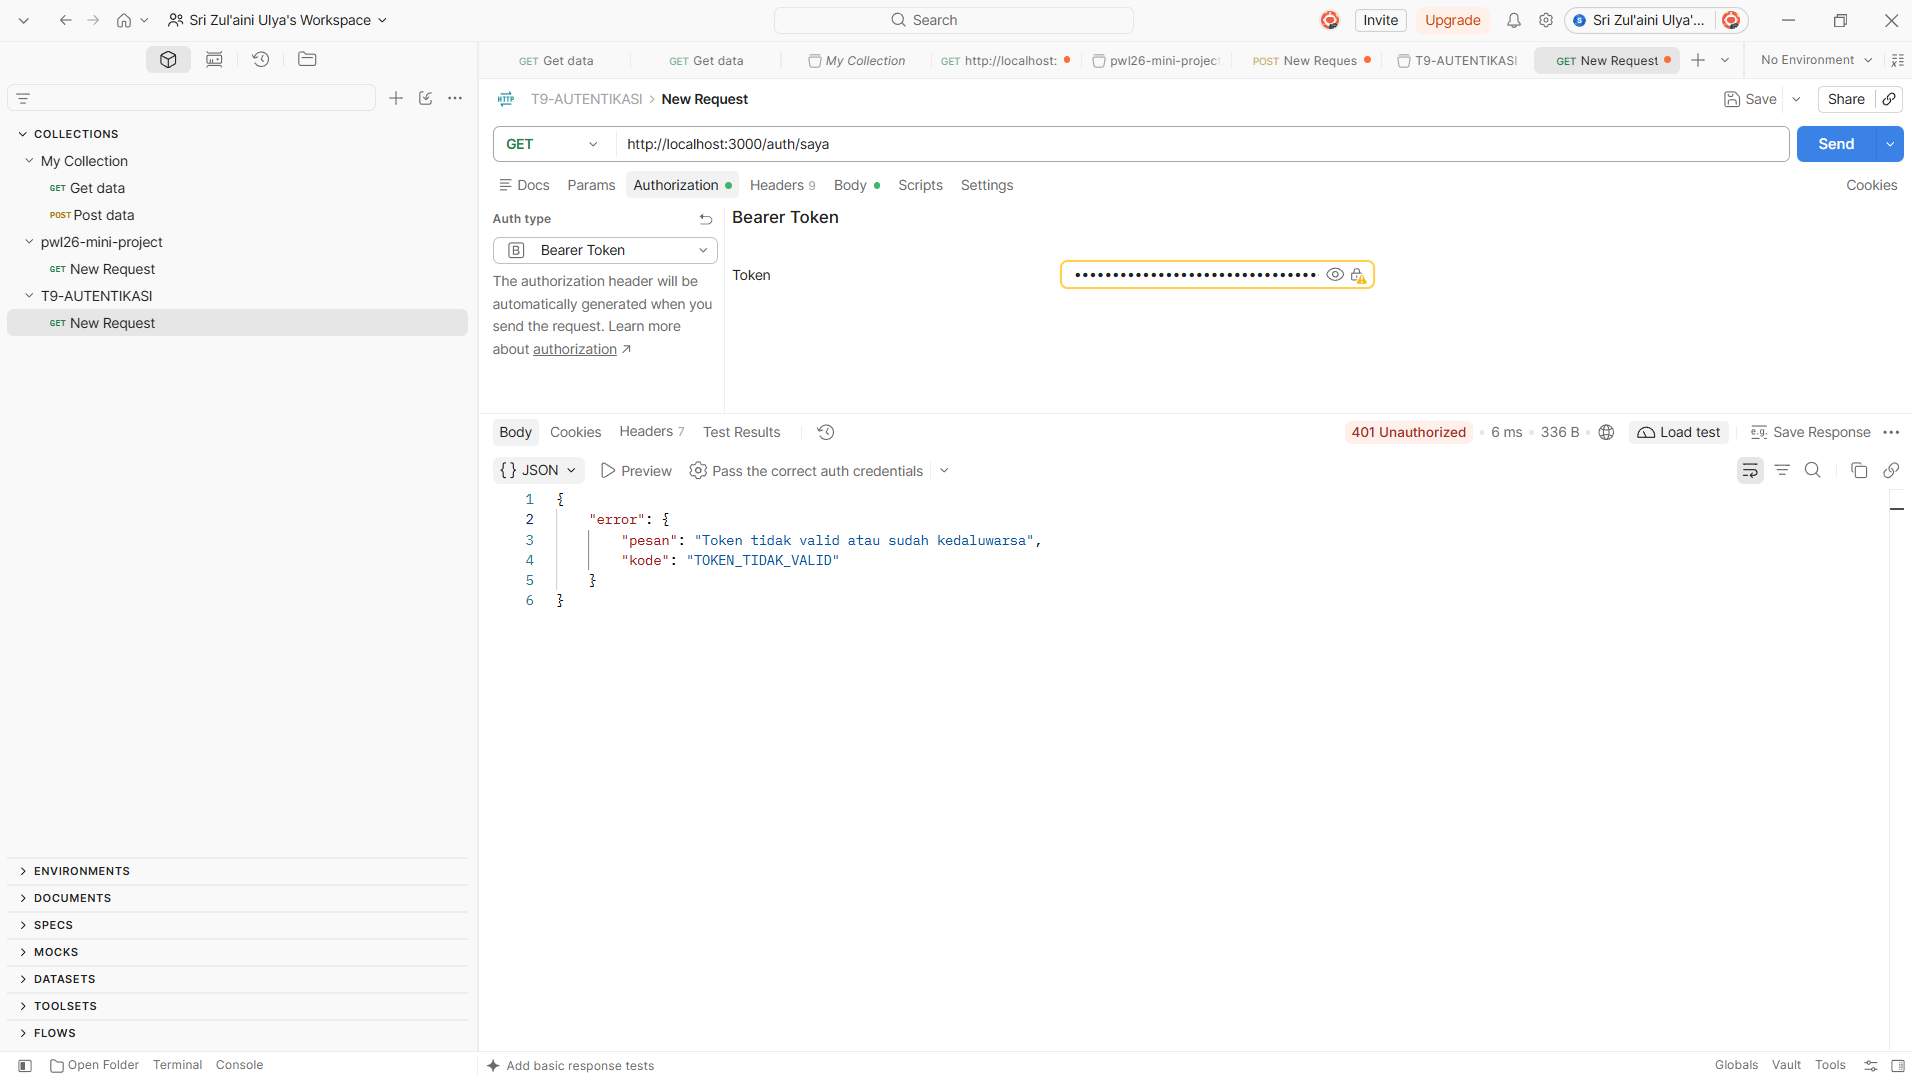 Sri Zul'aini Ulya's Workspace
Search
Invite
Upgrade
S
Sri Zul'aini Ulya'...
GET Get data
GET Get data
My Collection
GET http://localhost:
pwl26-mini-project
POST New Reques
T9-AUTENTIKASI
GET New Request
No Environment
HTTP T9-AUTENTIKASI > New Request
Save
Share
COLLECTIONS
My Collection
GET Get data
POST Post data
pwl26-mini-project
GET New Request
T9-AUTENTIKASI
GET New Request
GET
http://localhost:3000/auth/saya
Send
Docs
Params
Authorization
Headers 9
Body
Scripts
Settings
Cookies
Auth type
B Bearer Token
The authorization header will be
automatically generated when you
send the request. Learn more
about authorization ↗
Bearer Token
Token
Body
Cookies
Headers 7
Test Results
401 Unauthorized
6 ms
336 B
Load test
e.g. Save Response
{} JSON
Preview
Pass the correct auth credentials
1 {
2 "error": {
3 "pesan": "Token tidak valid atau sudah kedaluwarsa",
4 "kode": "TOKEN_TIDAK_VALID"
5 }
6 }
ENVIRONMENTS
DOCUMENTS
SPECS
MOCKS
DATASETS
TOOLSETS
FLOWS
Open Folder
Terminal
Console
Add basic response tests
Globals
Vault
Tools